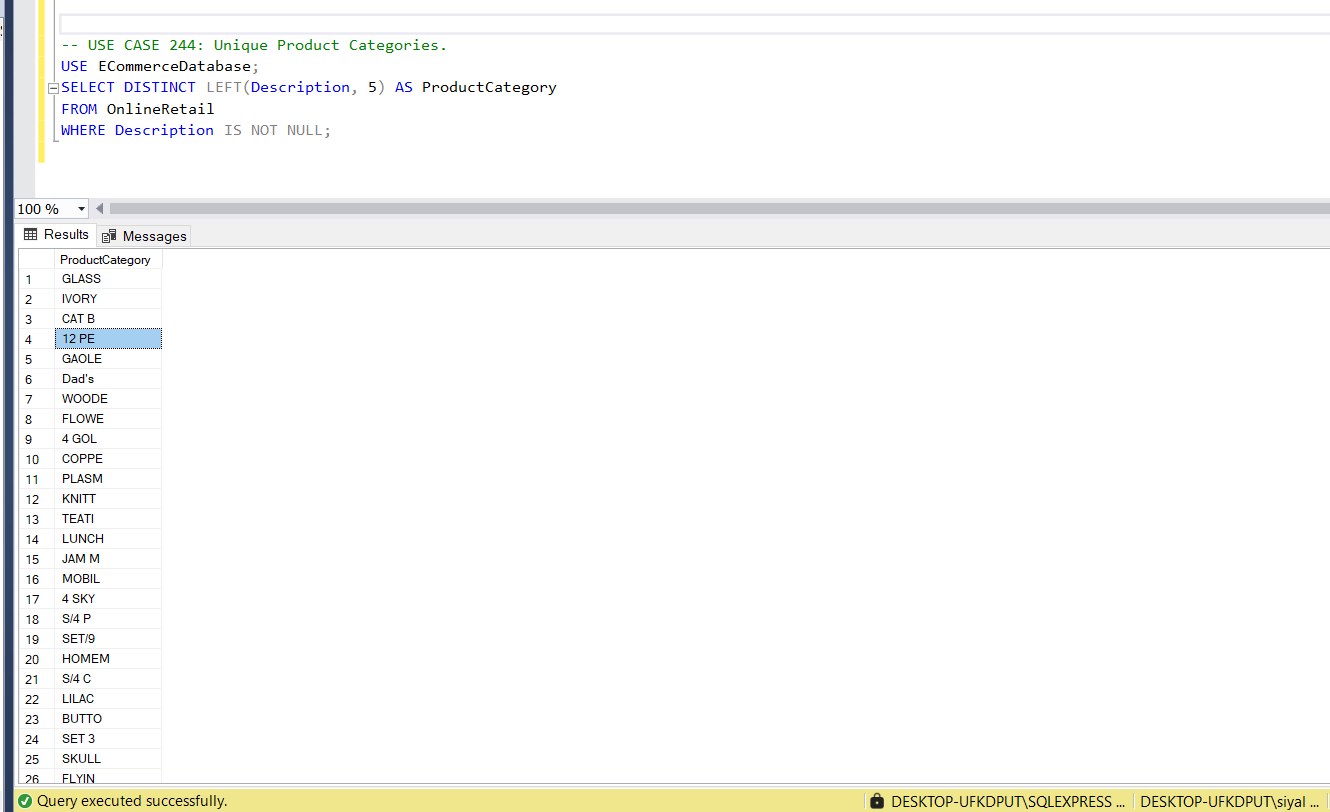 -- USE CASE 244: Unique Product Categories.
USE ECommerceDatabase;
SELECT DISTINCT LEFT(Description, 5) AS ProductCategory
FROM OnlineRetail
WHERE Description IS NOT NULL;
100 %
Results Messages
ProductCategory
1 GLASS
2 IVORY
3 CAT B
4 12 PE
5 GAOLE
6 Dad's
7 WOODE
8 FLOWE
9 4 GOL
10 COPPE
11 PLASM
12 KNITT
13 TEATI
14 LUNCH
15 JAM M
16 MOBIL
17 4 SKY
18 S/4 P
19 SET/9
20 HOMEM
21 S/4 C
22 LILAC
23 BUTTO
24 SET 3
25 SKULL
26 FLYIN
Query executed successfully. DESKTOP-UFKDPUT\SQLEXPRESS ... DESKTOP-UFKDPUT\siyal ...